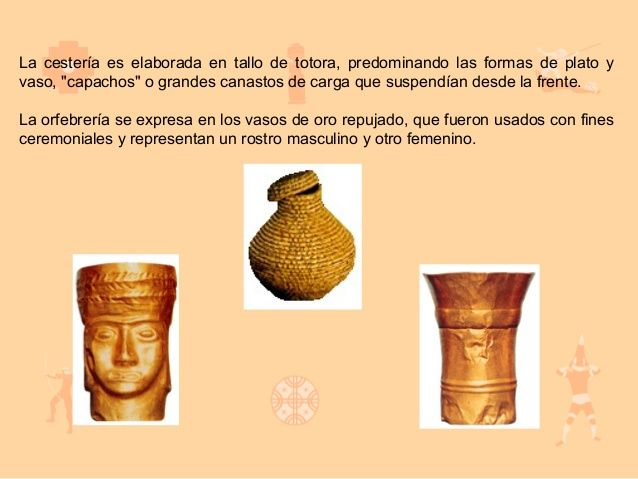 La cestería es elaborada en tallo de totora, predominando las formas de plato y
vaso, "capachos" o grandes canastos de carga que suspendían desde la frente.
La orfebrería se expresa en los vasos de oro repujado, que fueron usados con fines
ceremoniales y representan un rostro masculino y otro femenino.